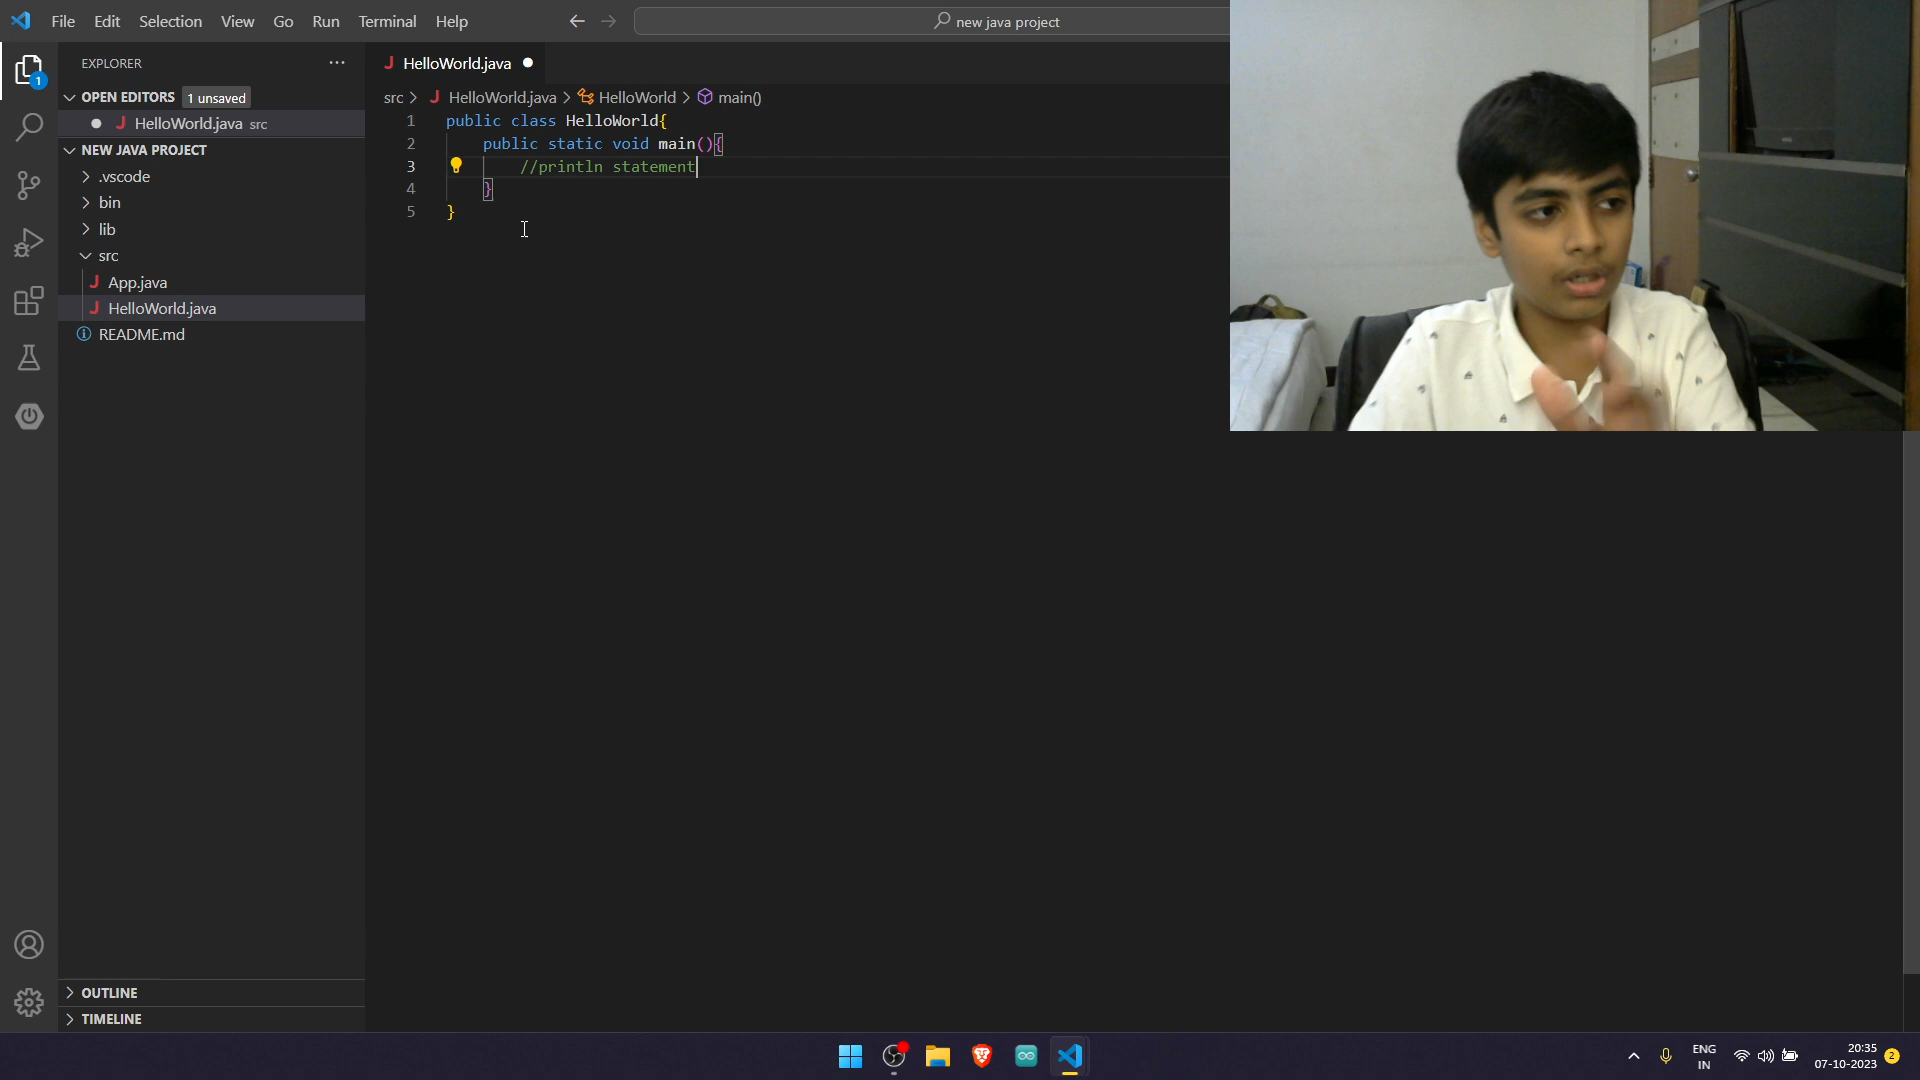 File Edit Selection View Go Run Terminal Help
new java project
EXPLORER
OPEN EDITORS 1 unsaved
HelloWorld.java src
NEW JAVA PROJECT
.vscode
bin
lib
src
App.java
HelloWorld.java
README.md
OUTLINE
TIMELINE
1
HelloWorld.java
src > HelloWorld.java > HelloWorld > main()
1 public class HelloWorld{
2 public static void main(){
3 //println statement
4 }
5 }
ENG
IN
20:35
07-10-2023
2